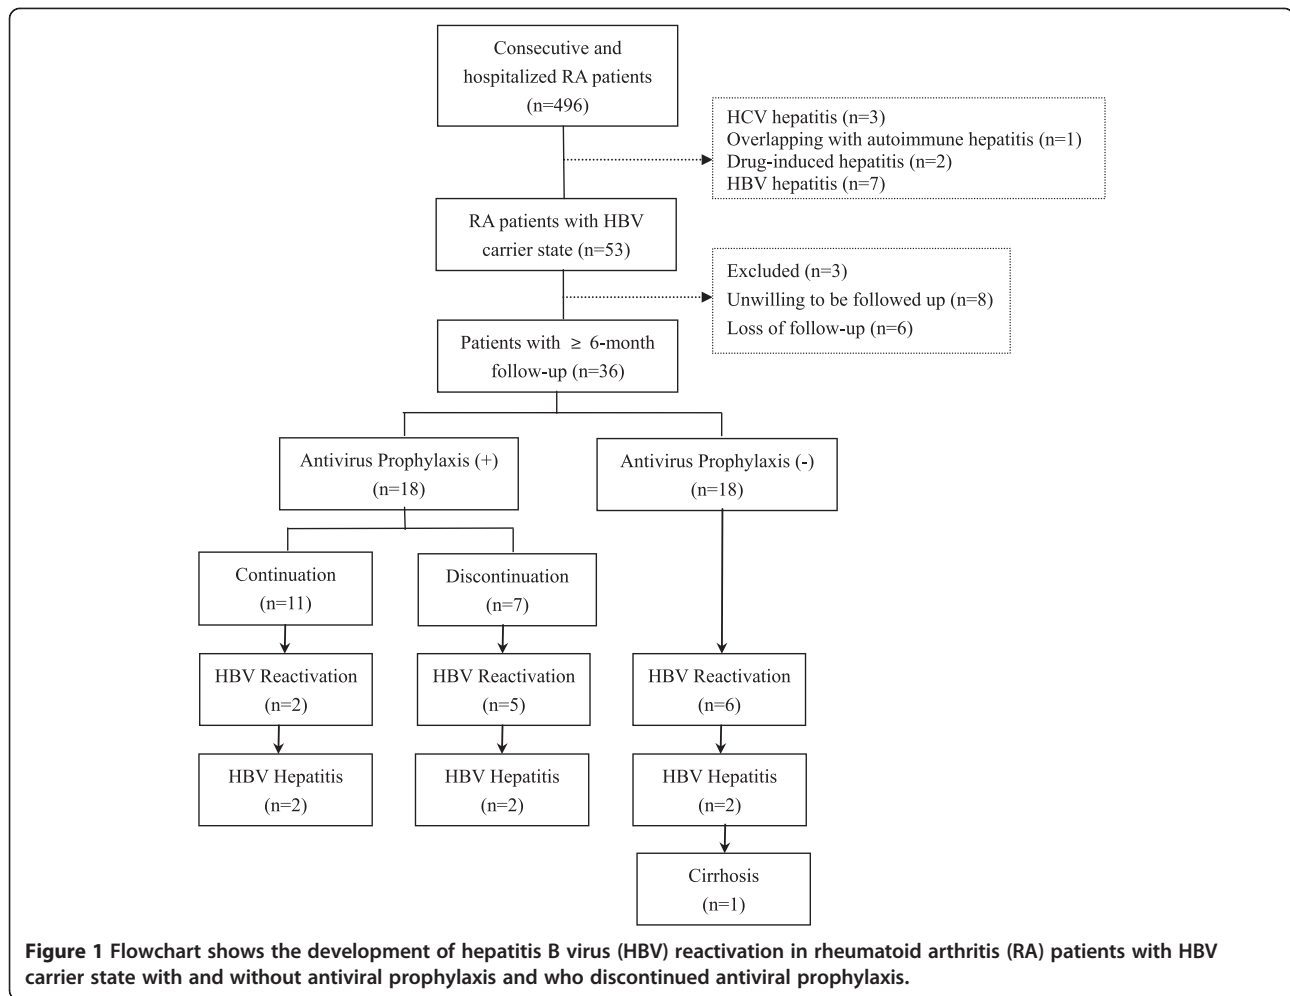 Consecutive and
hospitalized RA patients
(n=496)
HCV hepatitis (n=3)
Overlapping with autoimmune hepatitis (n=1)
Drug-induced hepatitis (n=2)
HBV hepatitis (n=7)
RA patients with HBV
carrier state (n=53)
Excluded (n=3)
Unwilling to be followed up (n=8)
Loss of follow-up (n=6)
Patients with ≥ 6-month
follow-up (n=36)
Antivirus Prophylaxis (+)
(n=18)
Antivirus Prophylaxis (-)
(n=18)
Continuation
(n=11)
Discontinuation
(n=7)
HBV Reactivation
(n=2)
HBV Reactivation
(n=5)
HBV Reactivation
(n=6)
HBV Hepatitis
(n=2)
HBV Hepatitis
(n=2)
HBV Hepatitis
(n=2)
Cirrhosis
(n=1)
Figure 1 Flowchart shows the development of hepatitis B virus (HBV) reactivation in rheumatoid arthritis (RA) patients with HBV
carrier state with and without antiviral prophylaxis and who discontinued antiviral prophylaxis.